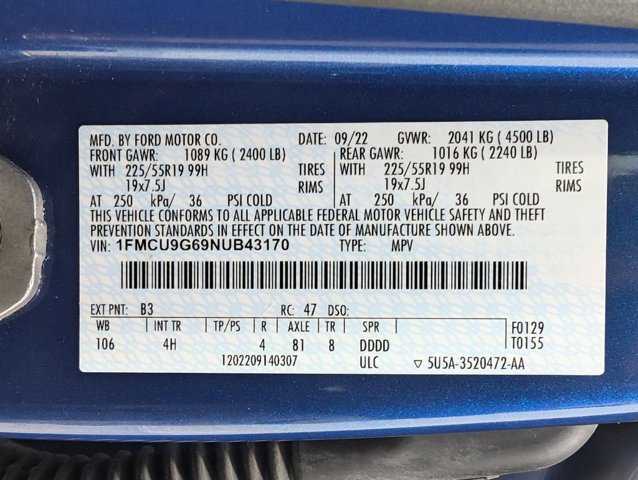 MFD. BY FORD MOTOR CO. DATE: 09/22 GVWR: 2041 KG ( 4500 LB)
FRONT GAWR: 1089 KG ( 2400 LB) REAR GAWR: 1016 KG ( 2240 LB)
WITH 225/55R19 99H TIRES WITH 225/55R19 99H TIRES
19x7.5J RIMS 19x7.5J RIMS
AT 250 kPa/ 36 PSI COLD AT 250 kPa/ 36 PSI COLD
THIS VEHICLE CONFORMS TO ALL APPLICABLE FEDERAL MOTOR VEHICLE SAFETY AND THEFT
PREVENTION STANDARDS IN EFFECT ON THE DATE OF MANUFACTURE SHOWN ABOVE.
VIN: 1FMCU9G69NUB43170 TYPE: MPV
EXT PNT: B3 RC: 47 DSO:
WB INT TR TP/PS R AXLE TR SPR F0129
106 4H 4 81 8 DDDD T0155
1202209140307 ULC ▽ 5U5A-3520472-AA